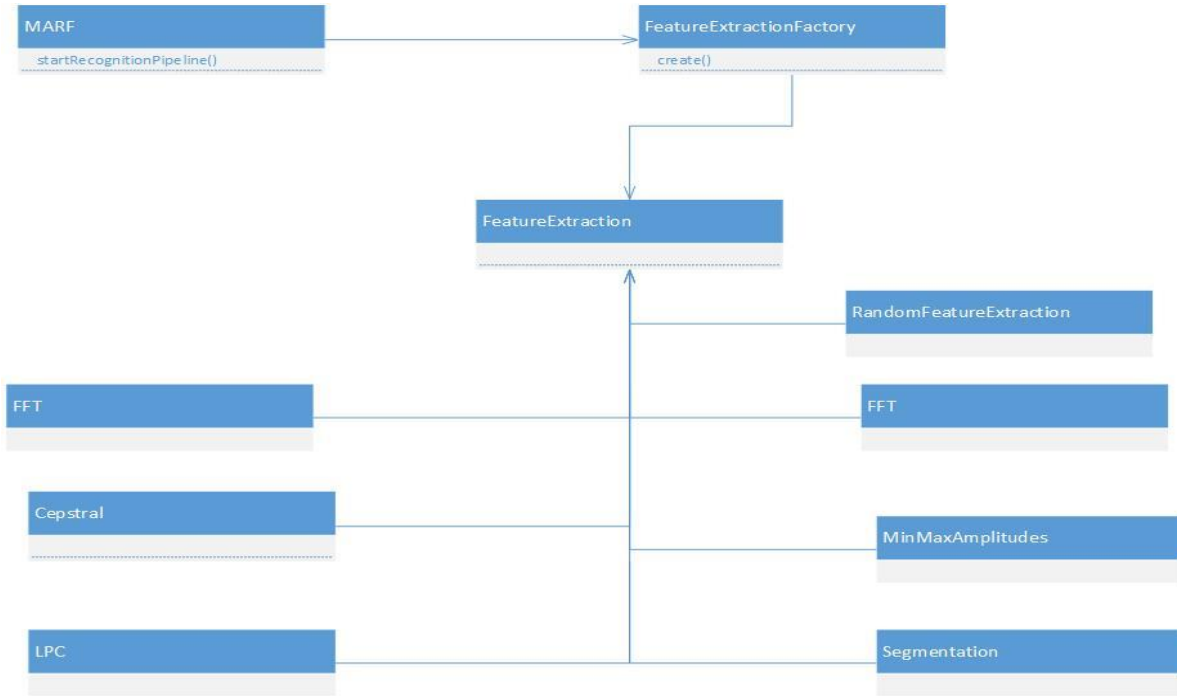 MARF
startRecognitionPipeline()
FeatureExtractionFactory
create()
FeatureExtraction
RandomFeatureExtraction
FFT
FFT
Cepstral
MinMaxAmplitudes
LPC
Segmentation